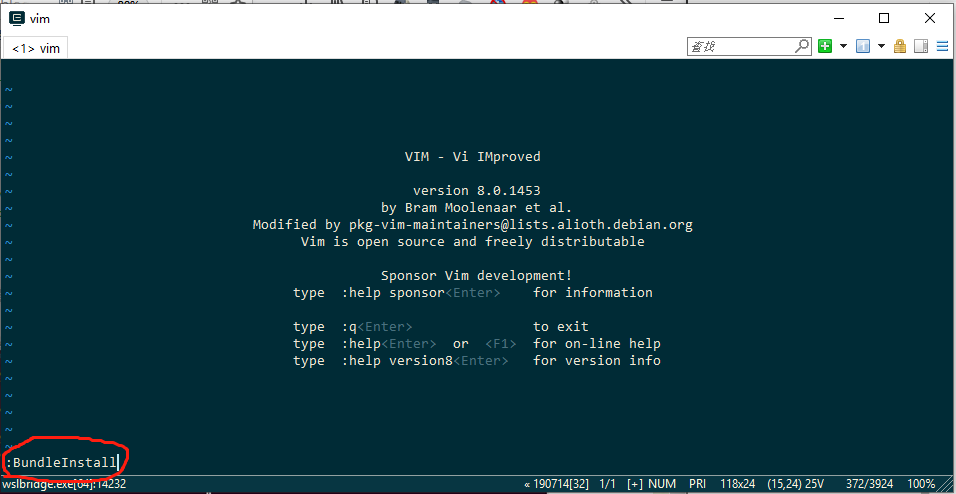 vim
<1> vim
查找
~
~
~
~
~
VIM - Vi IMproved
~
~
version 8.0.1453
~
by Bram Moolenaar et al.
~
Modified by pkg-vim-maintainers@lists.alioth.debian.org
~
Vim is open source and freely distributable
~
~
Sponsor Vim development!
~
type :help sponsor<Enter> for information
~
~
type :q<Enter> to exit
~
type :help<Enter> or <F1> for on-line help
~
type :help version8<Enter> for version info
~
~
~
~
~
:BundleInstall
wslbridge.exe[64]:14232 « 190714[32] 1/1 [+] NUM PRI 118x24 (15,24) 25V 372/3924 100%